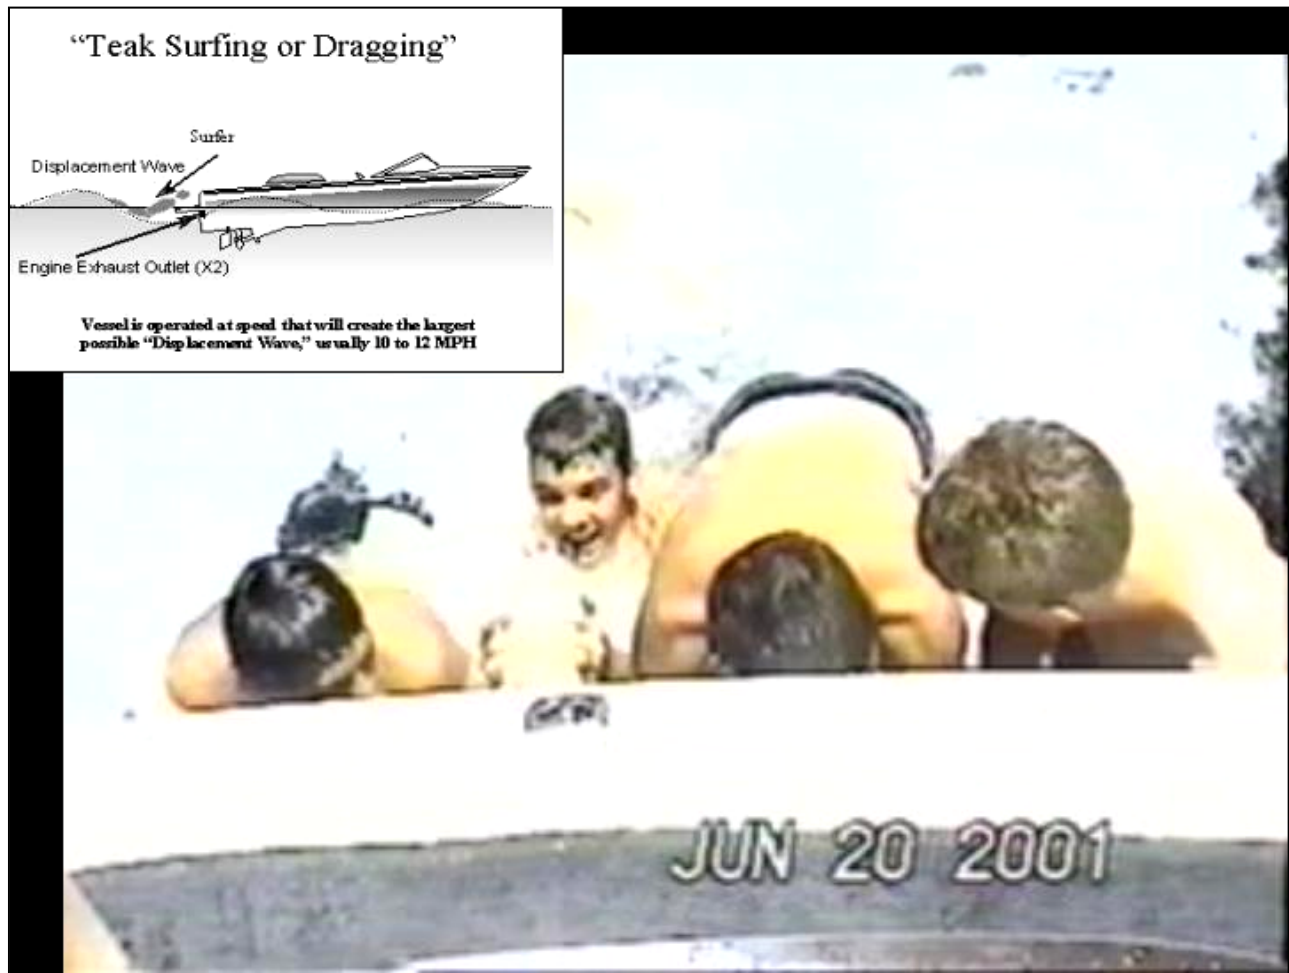 “Teak Surfing or Dragging”
Surfer
Displacement Wave
Engine Exhaust Outlet (X2)
Vessel is operated at speed that will create the largest
possible “Displacement Wave,” usually 10 to 12 MPH
JUN 20 2001